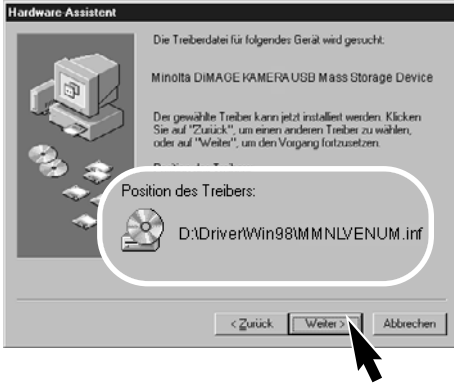 Hardware-Assistent
Die Treiberdatei für folgendes Gerät wird gesucht:
Minolta DiMAGE KAMERA USB Mass Storage Device
Der gewählte Treiber kann jetzt installiert werden. Klicken
Sie auf "Zurück", um einen anderen Treiber zu wählen,
oder auf "Weiter", um den Vorgang fortzusetzen.
Position des Treibers:
D:\Driver\Win98\MMNLVENUM.inf
< Zurück
Weiter >
Abbrechen